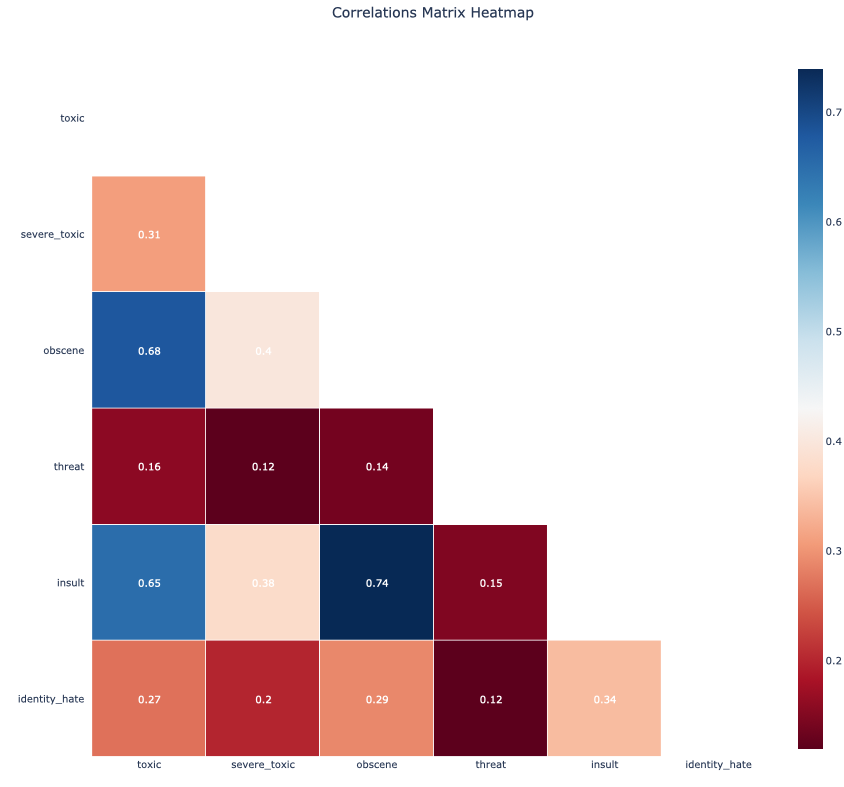 Correlations Matrix Heatmap
toxic
severe_toxic
obscene
threat
insult
identity_hate
0.31
0.68 0.4
0.16 0.12 0.14
0.65 0.38 0.74 0.15
0.27 0.2 0.29 0.12 0.34
toxic severe_toxic obscene threat insult identity_hate
0.7
0.6
0.5
0.4
0.3
0.2